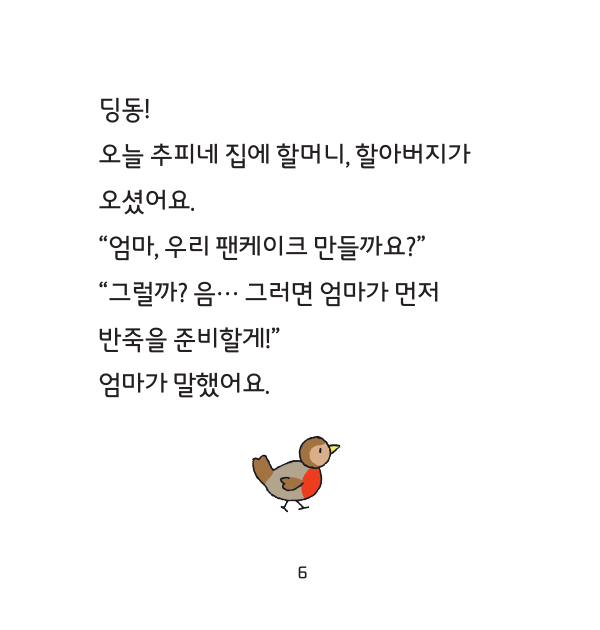 딩동!
오늘 추피네 집에 할머니, 할아버지가
오셨어요.
“엄마, 우리 팬케이크 만들까요?”
“그럴까? 음… 그러면 엄마가 먼저
반죽을 준비할게!”
엄마가 말했어요.
6